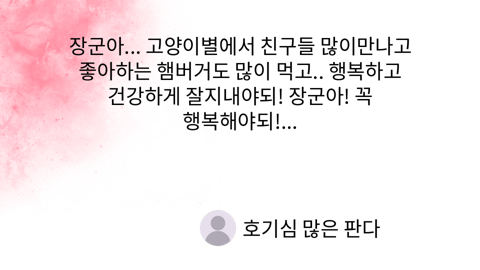 장군아... 고양이별에서 친구들 많이만나고
좋아하는 햄버거도 많이 먹고.. 행복하고
건강하게 잘지내야되! 장군아! 꼭
행복해야되!...
호기심 많은 판다